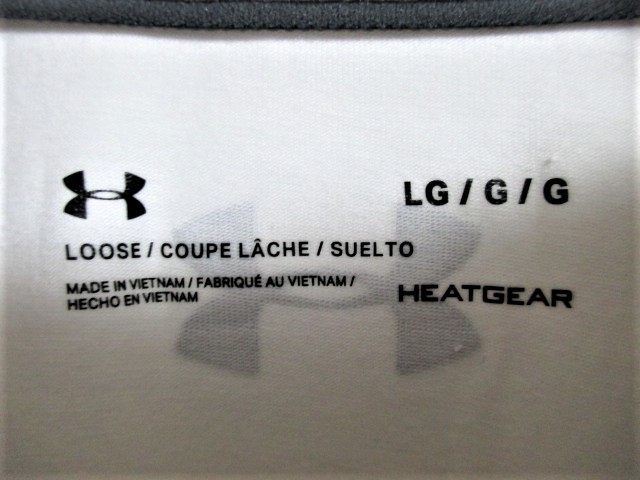 LG / G / G
LOOSE / COUPE LÂCHE / SUELTO
MADE IN VIETNAM / FABRIQUÉ AU VIETNAM /
HECHO EN VIETNAM
HEATGEAR